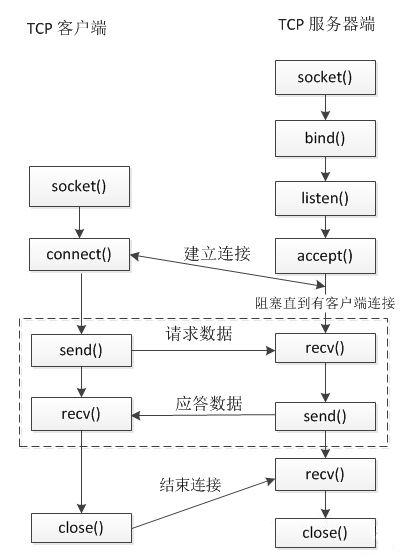 TCP 客户端
TCP 服务器端
socket()
bind()
socket()
listen()
connect()
建立连接
accept()
阻塞直到有客户端连接
send()
请求数据
recv()
recv()
应答数据
send()
结束连接
recv()
close()
close()